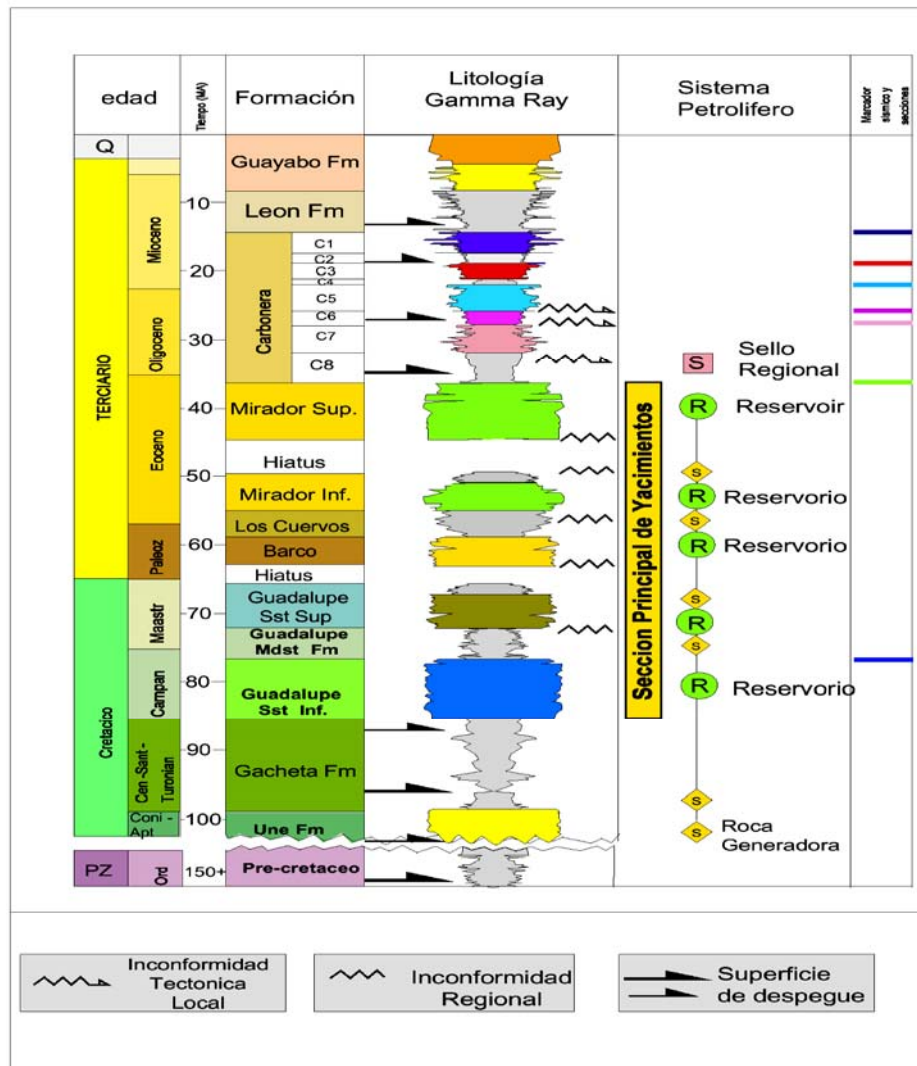 edad
Tiempo (MA)
Formación
Litología
Gamma Ray
Sistema
Petrolifero
Marcador
sismico y
secciones
Q
TERCIARIO
Cretacico
PZ
Mioceno
Oligoceno
Eoceno
Paleoz
Maastr
Campan
Cen -Sant -
Turonian
Coni -
Apt
Ord
10
20
30
40
50
60
70
80
90
100
150+
Guayabo Fm
Leon Fm
Carbonera
C1
C2
C3
C4
C5
C6
C7
C8
Mirador Sup.
Hiatus
Mirador Inf.
Los Cuervos
Barco
Hiatus
Guadalupe
Sst Sup
Guadalupe
Mdst Fm
Guadalupe
Sst Inf.
Gacheta Fm
Une Fm
Pre-cretaceo
Seccion Principal de Yacimientos
S
Sello
Regional
R
Reservoir
S
R
Reservorio
S
R
Reservorio
S
R
S
R
Reservorio
S
S
Roca
Generadora
Inconformidad
Tectonica
Local
Inconformidad
Regional
Superficie
de despegue